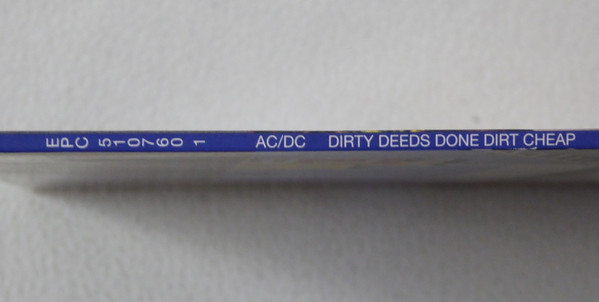 EPC 510760 1 AC/DC DIRTY DEEDS DONE DIRT CHEAP